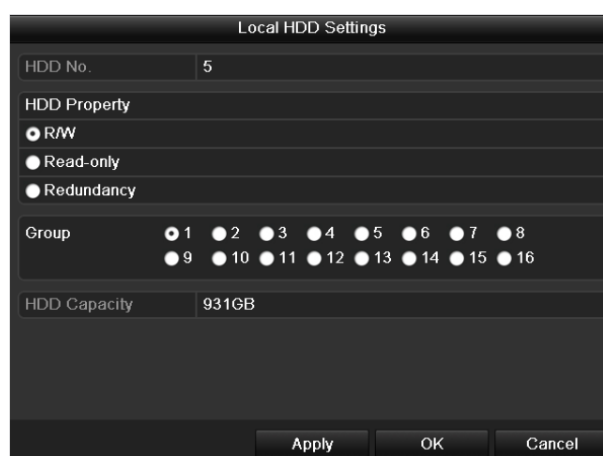 Local HDD Settings
HDD No. 5
HDD Property
R/W
Read-only
Redundancy
Group 1 2 3 4 5 6 7 8
9 10 11 12 13 14 15 16
HDD Capacity 931GB
Apply OK Cancel